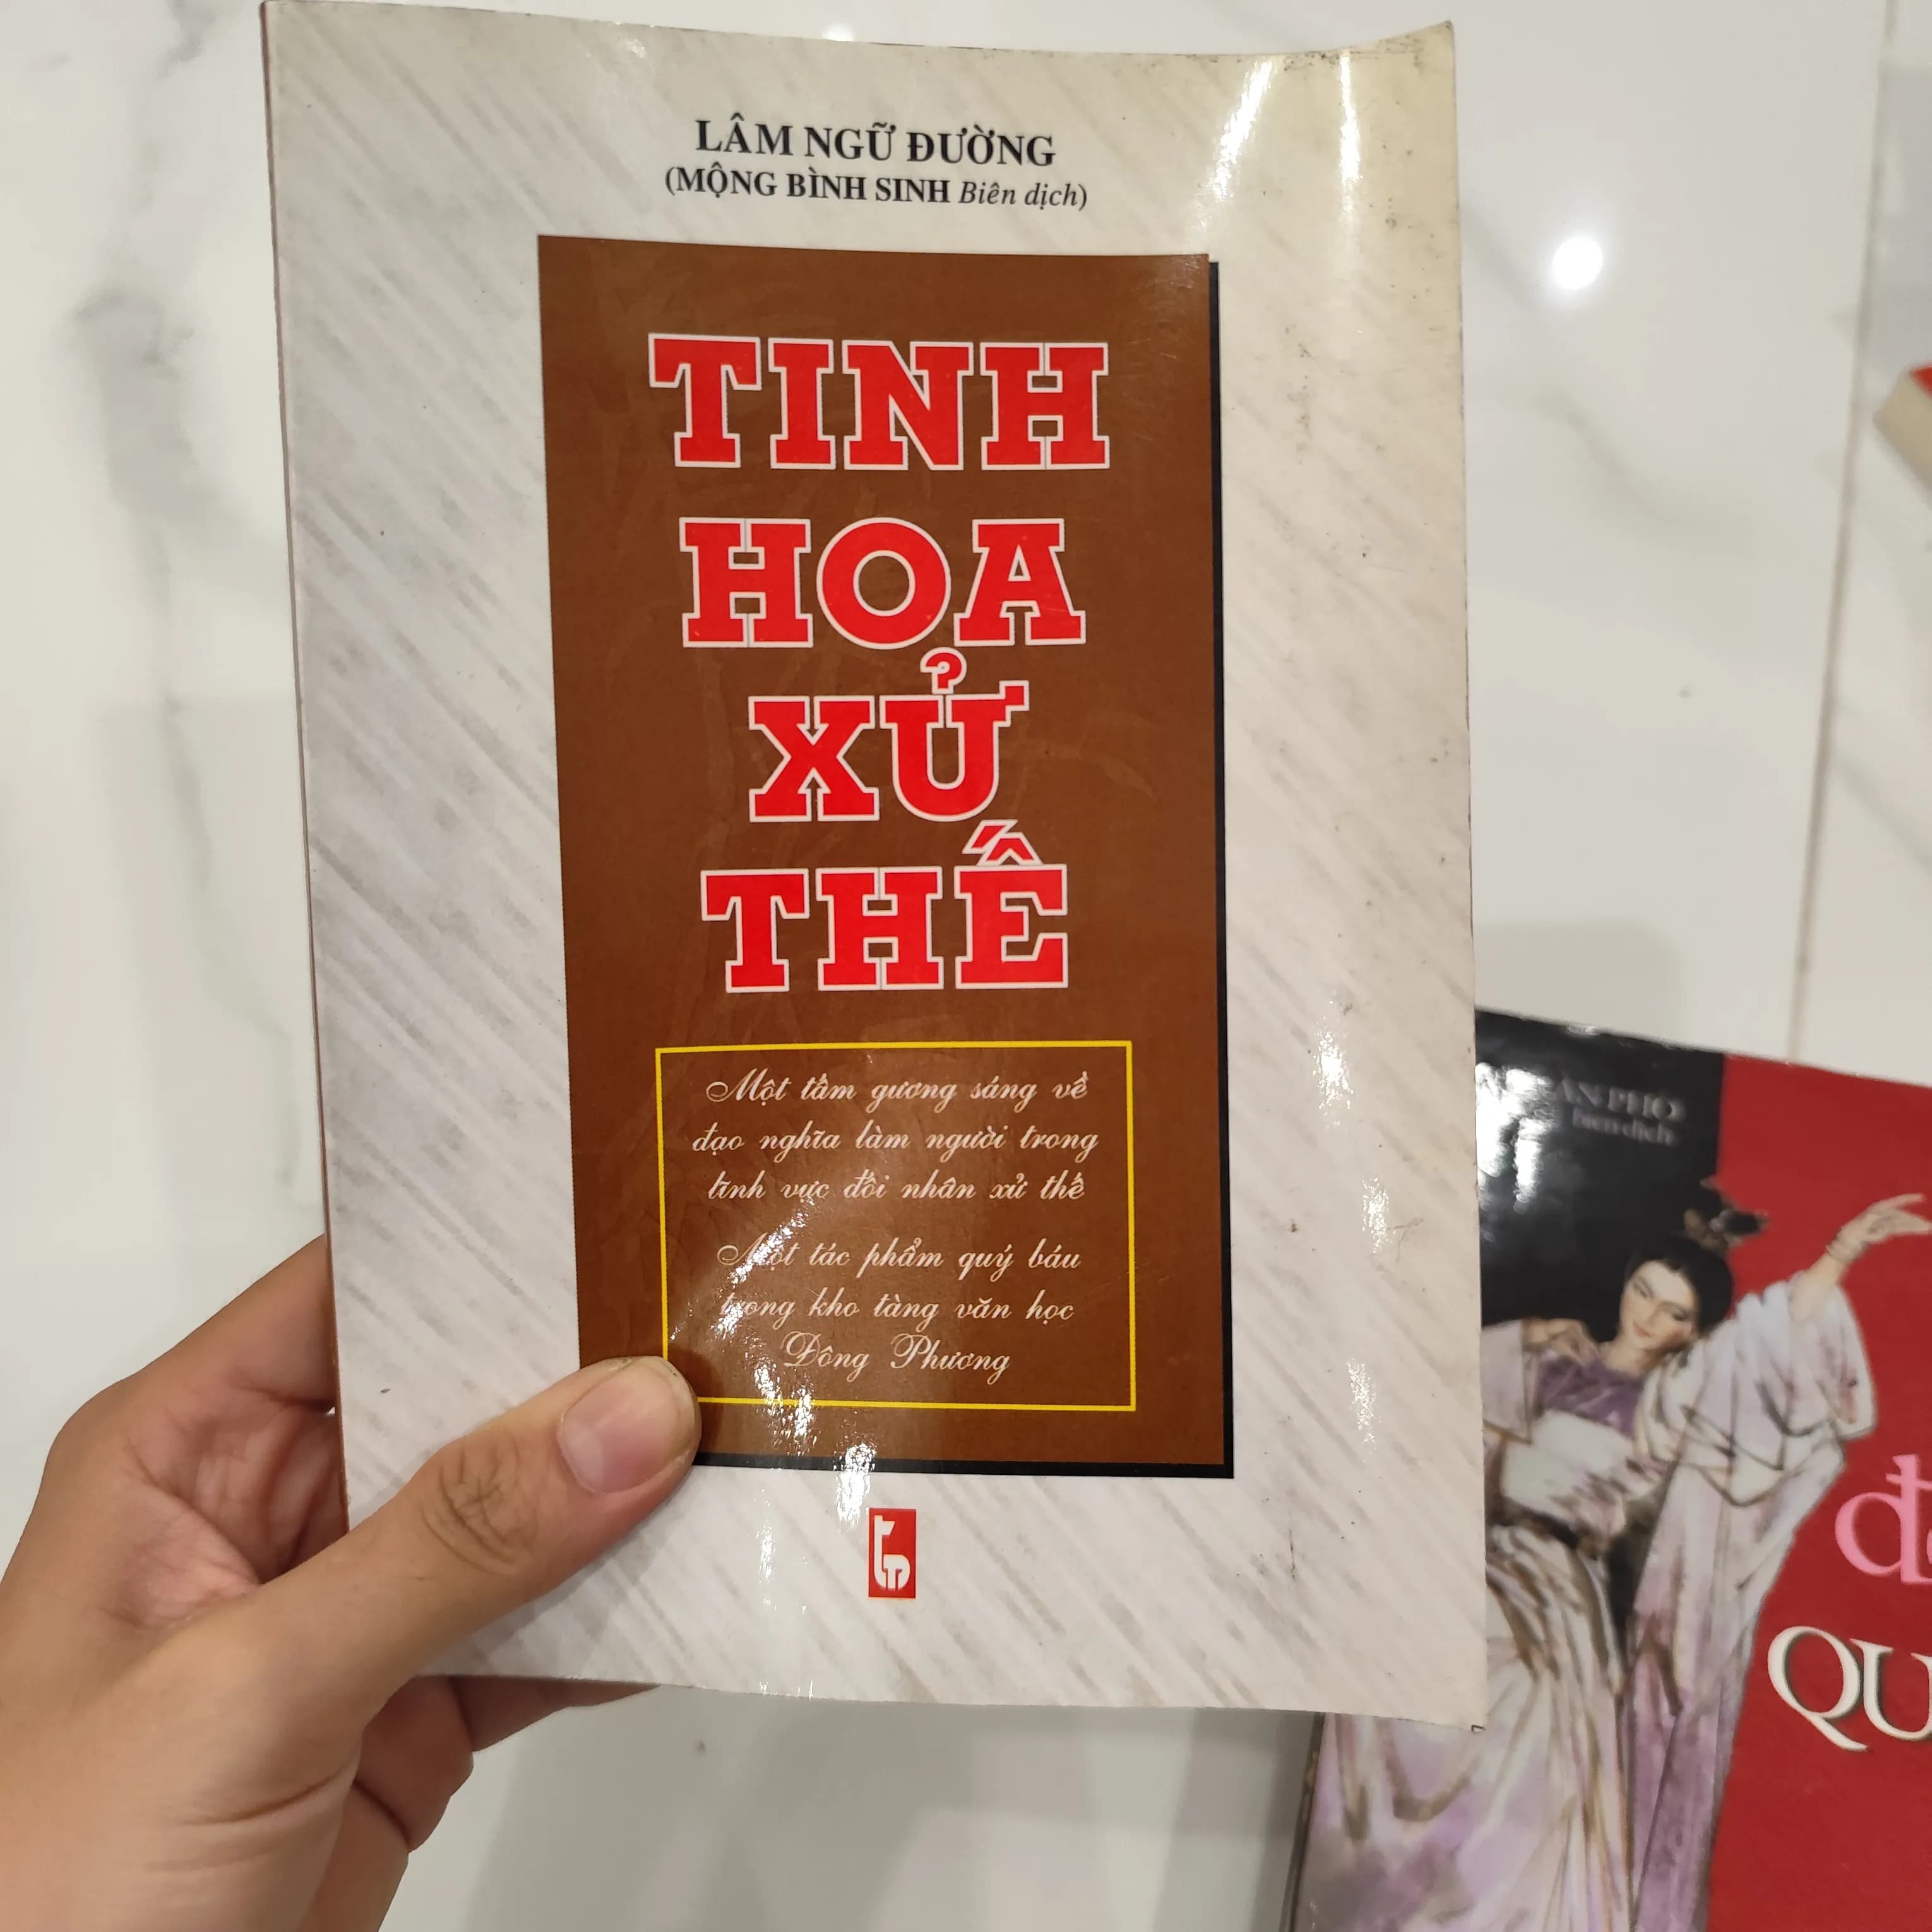 LÂM NGỮ ĐƯỜNG
(MỘNG BÌNH SINH Biên dịch)
TINH
HOA
XỬ
THẾ
Một tấm gương sáng về
đạo nghĩa làm người trong
lĩnh vực đối nhân xử thế
Một tác phẩm quý báu
trong kho tàng văn học
Đông Phương
biên dịch
QU